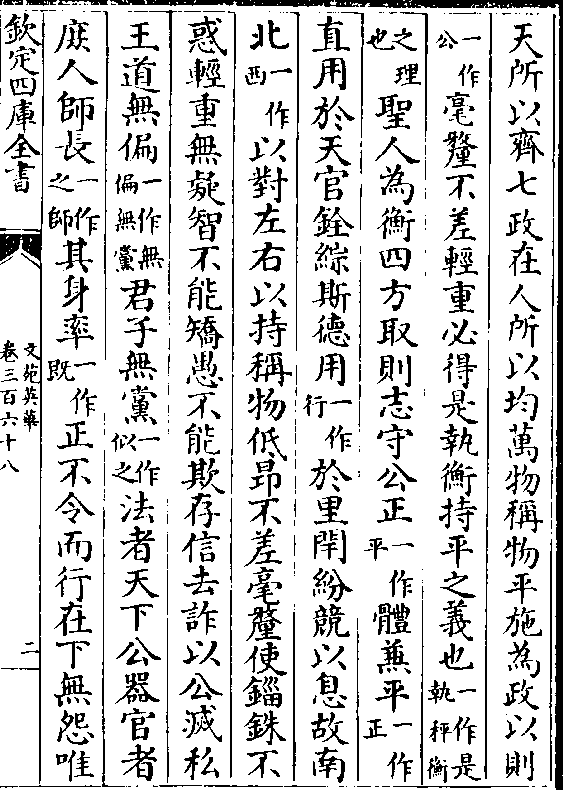 天所以齊七政在人所以均萬物稱物平施為政以則
一作公毫釐不差輕重必得是執衡持平之義也一作是執秤衡
之理也聖人為衡四方取則志守公正一作平體兼平一作正
直用於天官銓綜斯德用一作行於里閈紛競以息故南
北一作西以對左右以持稱物低昂不差毫釐使錙銖不
惑輕重無疑智不能矯愚不能欺存信去詐以公滅私
王道無偏一作無偏無黨君子無黨一作似之法者天下公器官者
庶人師長一作之師其身率一作既正不令而行在下無怨唯
欽定四庫全書
文苑英華
卷三百六十八
二